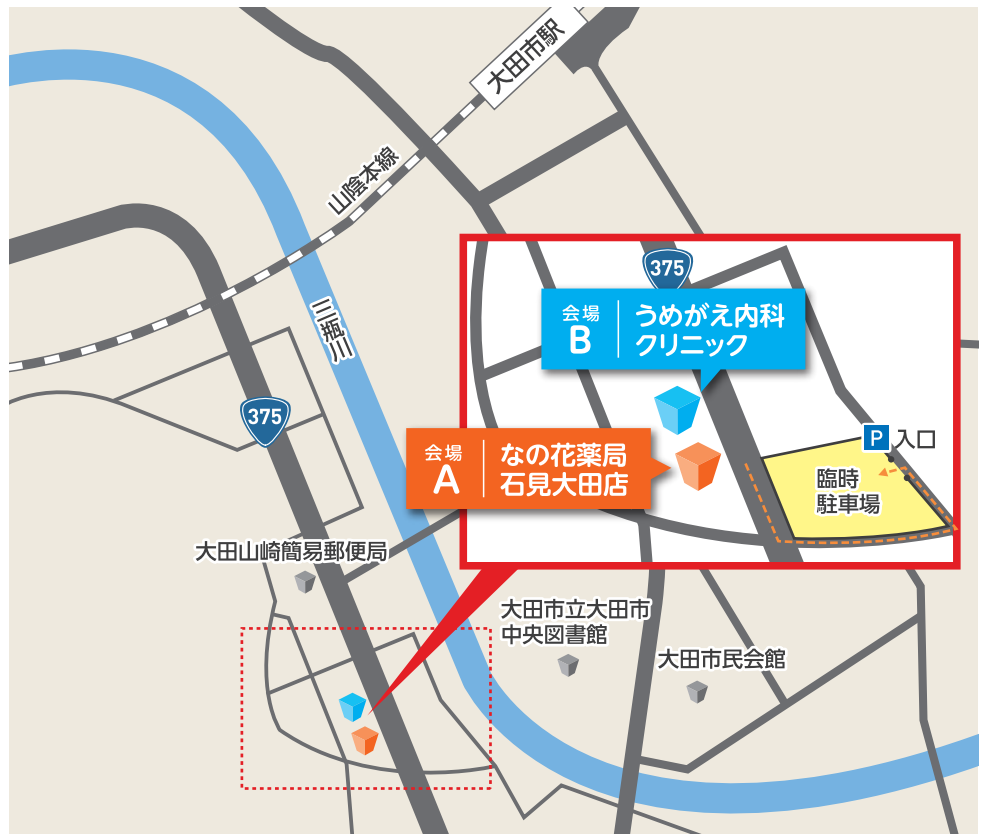 大田市駅
山陰本線
三瓶川
375
375
会場
B
うめがえ内科
クリニック
会場
A
なの花薬局
石見大田店
P
入口
臨時
駐車場
大田山崎簡易郵便局
大田市立大田市
中央図書館
大田市民会館